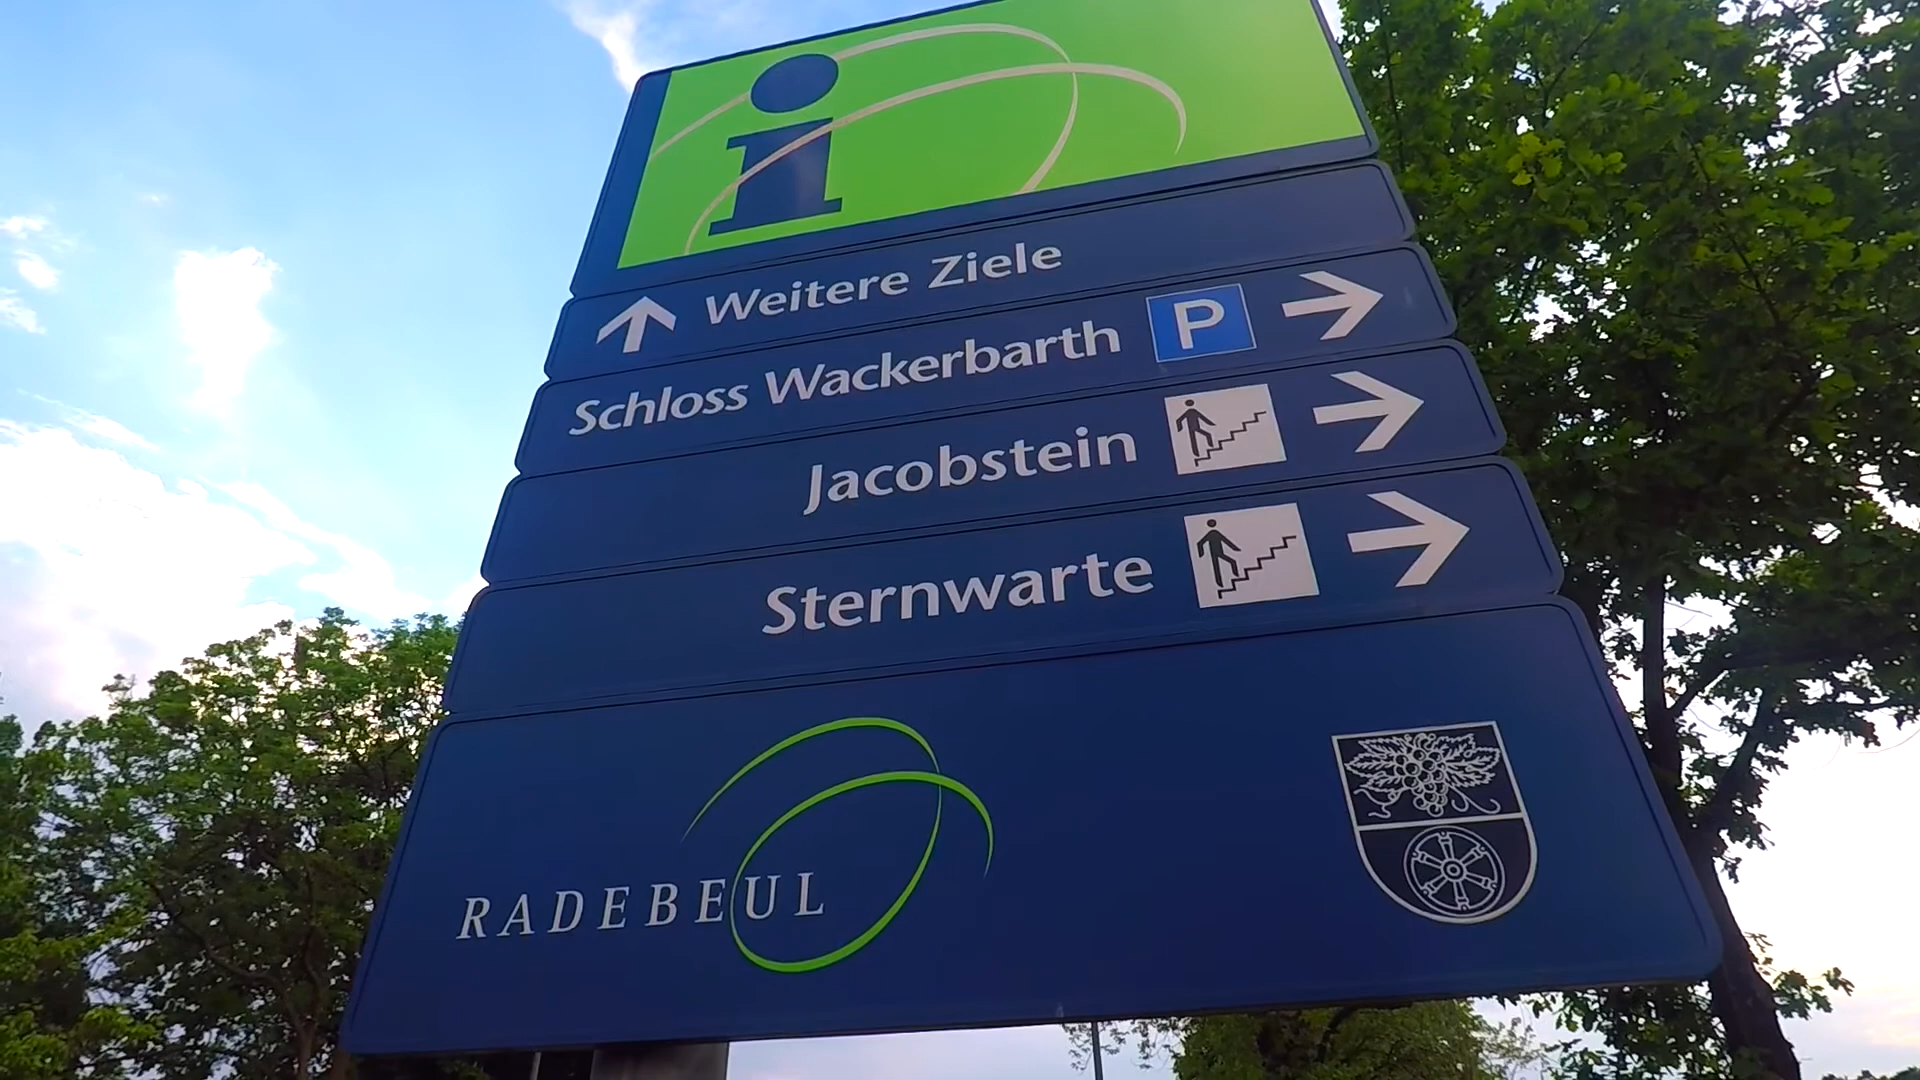 i
Weitere Ziele
Schloss Wackerbarth P
Jacobstein
Sternwarte
RADEBEUL